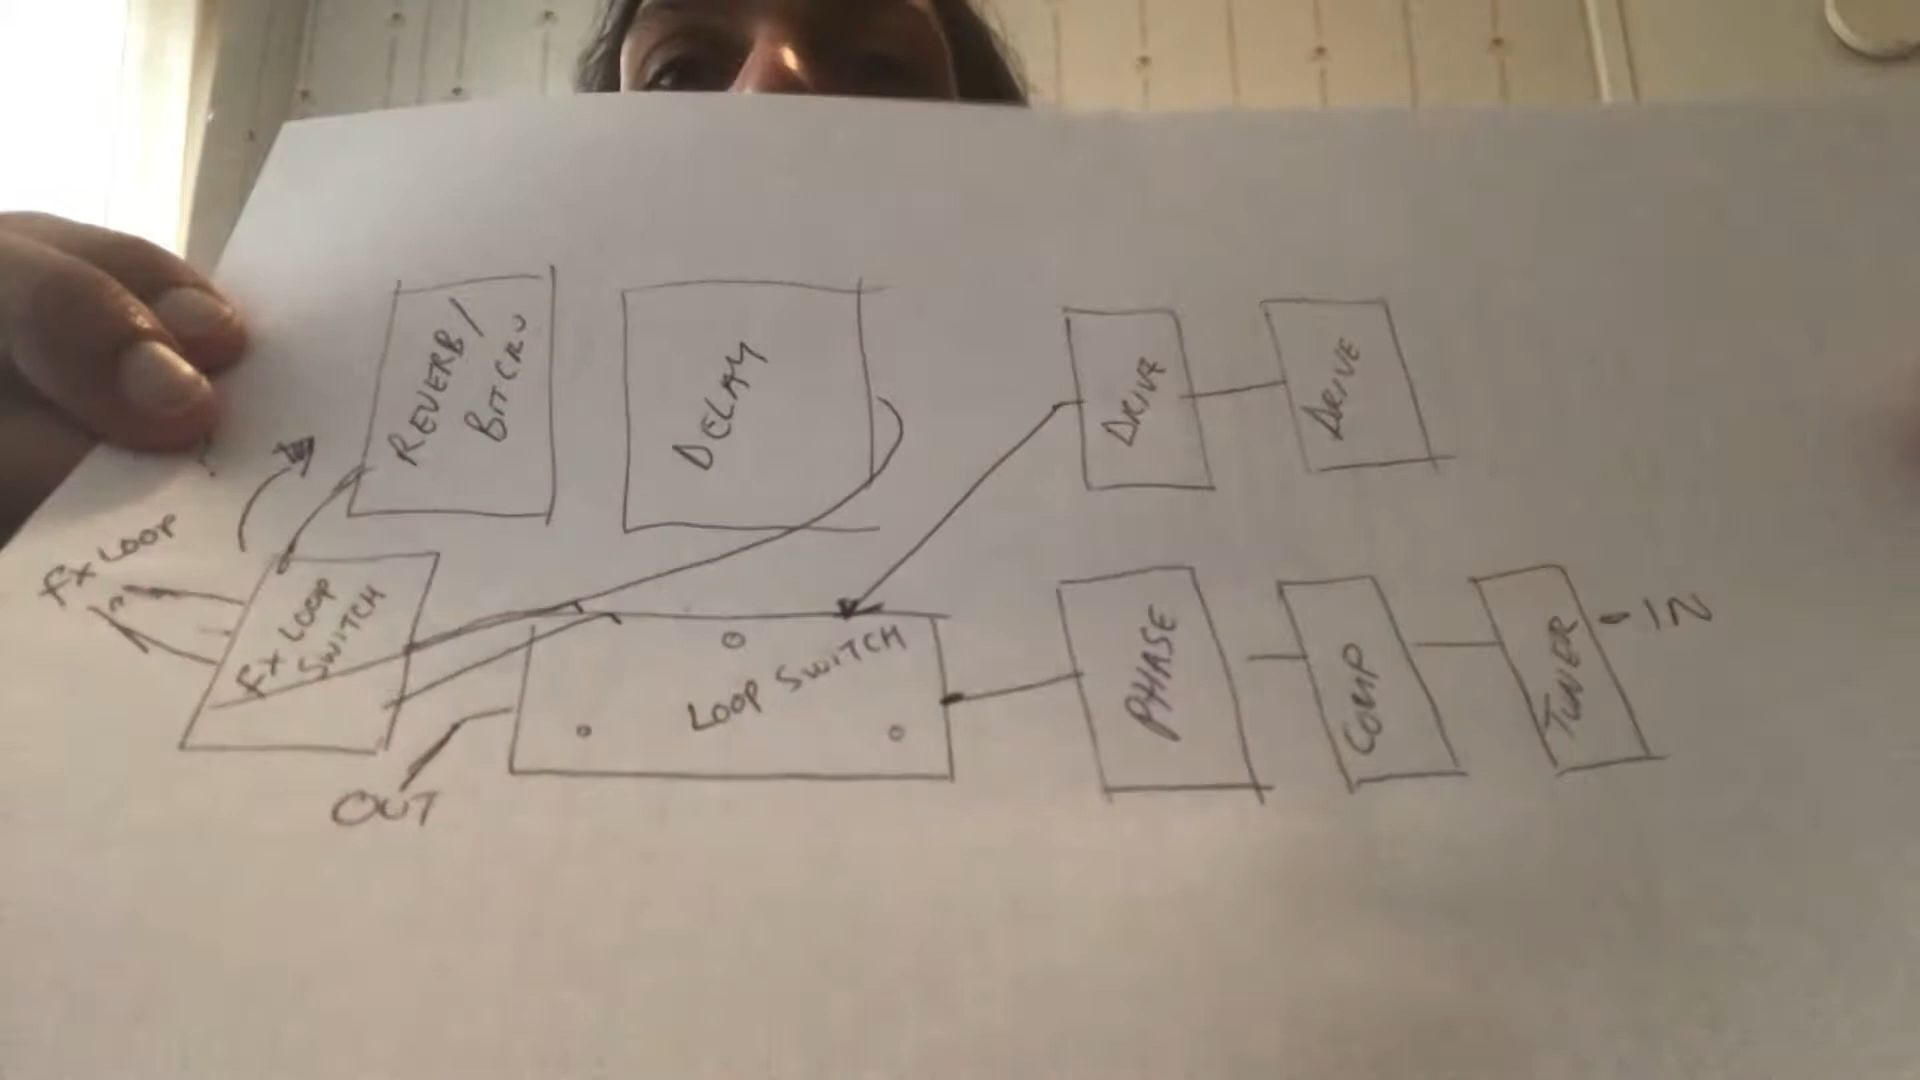 REVERB/
BITCRU
DELAY
DRIVE
DRIVE
FX LOOP
?
FX LOOP
SWITCH
LOOP SWITCH
PHASE
COMP
TUNER
IN
OUT